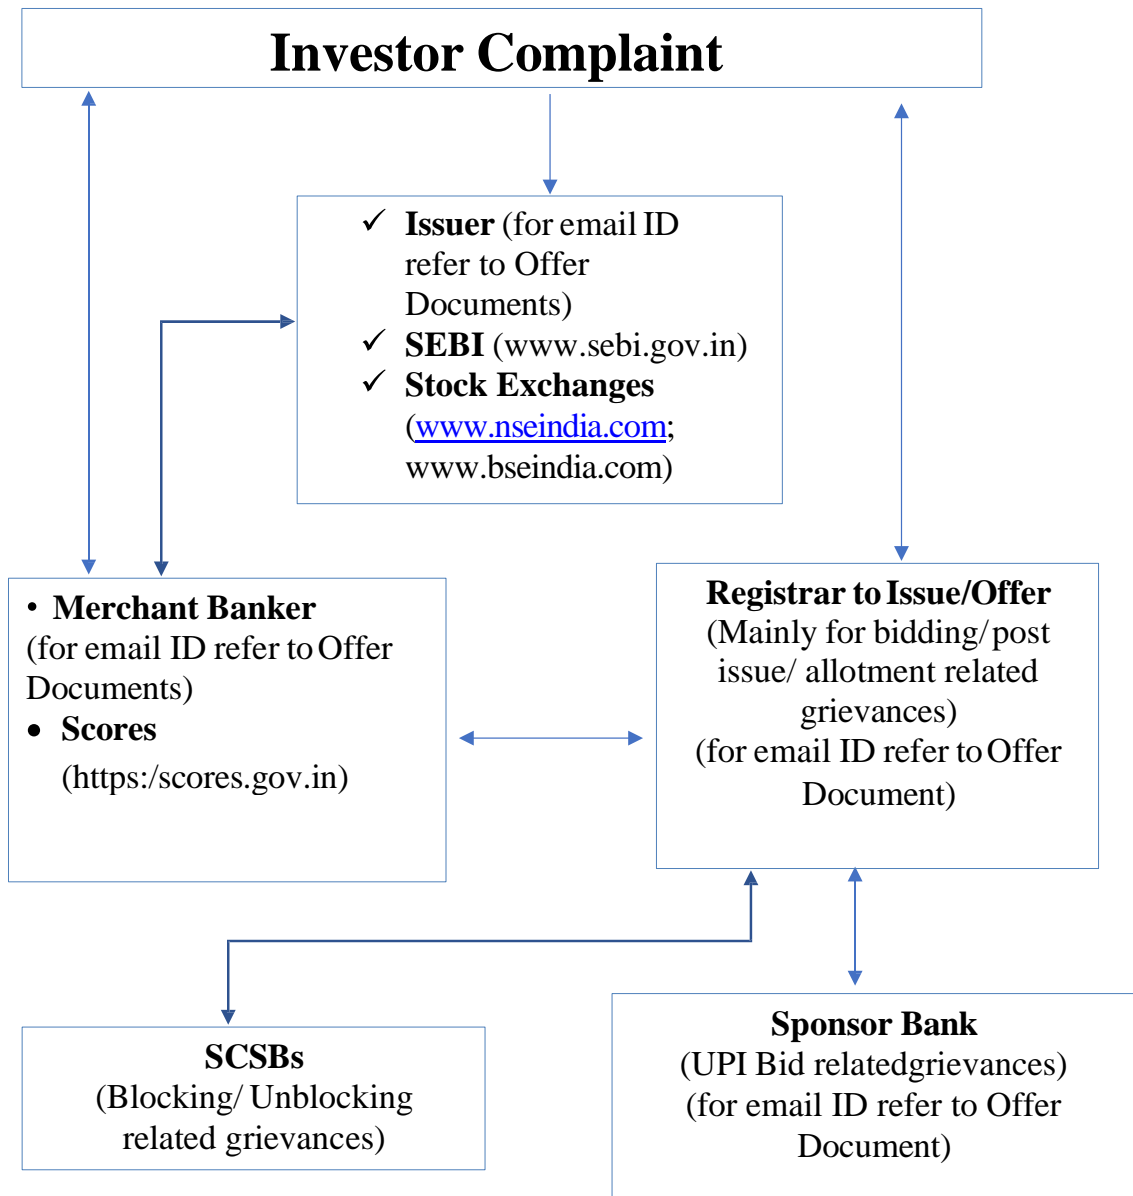 Investor Complaint
✓ Issuer (for email ID
refer to Offer
Documents)
✓ SEBI (www.sebi.gov.in)
✓ Stock Exchanges
(www.nseindia.com;
www.bseindia.com)
• Merchant Banker
(for email ID refer to Offer
Documents)
• Scores
(https:/scores.gov.in)
Registrar to Issue/Offer
(Mainly for bidding/ post
issue/ allotment related
grievances)
(for email ID refer to Offer
Document)
SCSBs
(Blocking/ Unblocking
related grievances)
Sponsor Bank
(UPI Bid relatedgrievances)
(for email ID refer to Offer
Document)